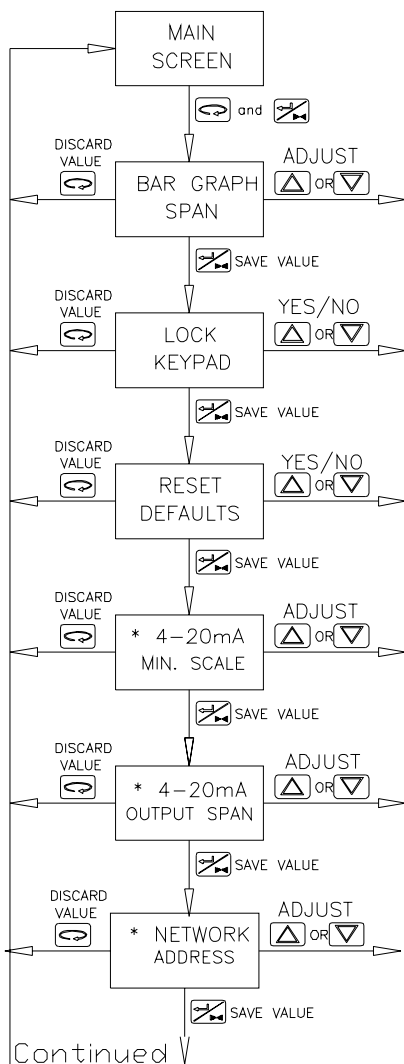 MAIN
SCREEN
and
DISCARD
VALUE
ADJUST
BAR GRAPH
SPAN
OR
SAVE VALUE
DISCARD
VALUE
YES/NO
LOCK
KEYPAD
OR
SAVE VALUE
DISCARD
VALUE
YES/NO
RESET
DEFAULTS
OR
SAVE VALUE
DISCARD
VALUE
ADJUST
* 4-20mA
MIN. SCALE
OR
SAVE VALUE
DISCARD
VALUE
ADJUST
* 4-20mA
OUTPUT SPAN
OR
SAVE VALUE
DISCARD
VALUE
ADJUST
* NETWORK
ADDRESS
OR
SAVE VALUE
Continued